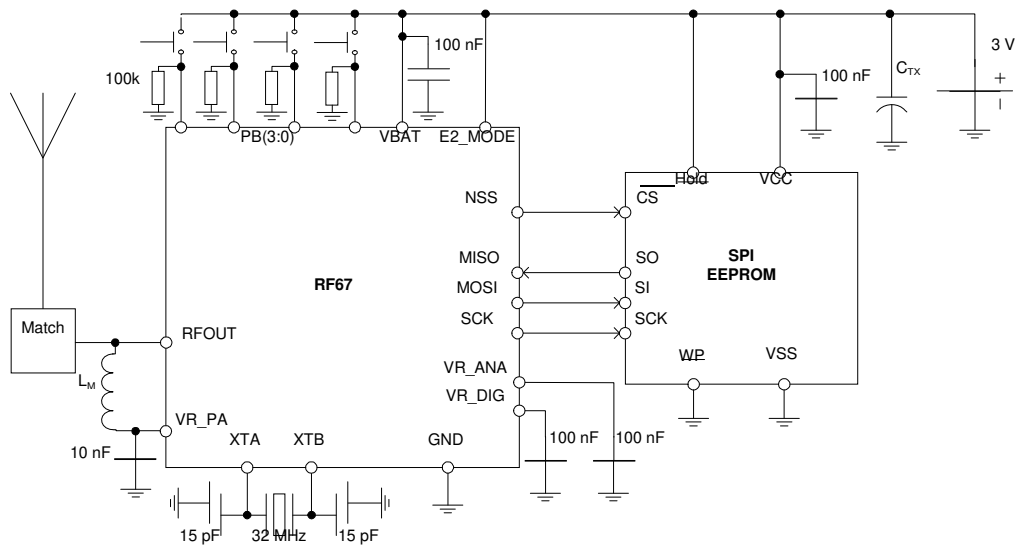 100 nF
3 V
100k
100 nF
CTX
+
PB(3:0)
VBAT
E2_MODE
Hold
VCC
NSS
CS
MISO
SO
SPI
EEPROM
RF67
MOSI
SI
Match
RFOUT
SCK
SCK
LM
VR_ANA
WP
VSS
VR_DIG
VR_PA
XTA
XTB
GND
10 nF
100 nF
100 nF
15 pF
32 MHz
15 pF